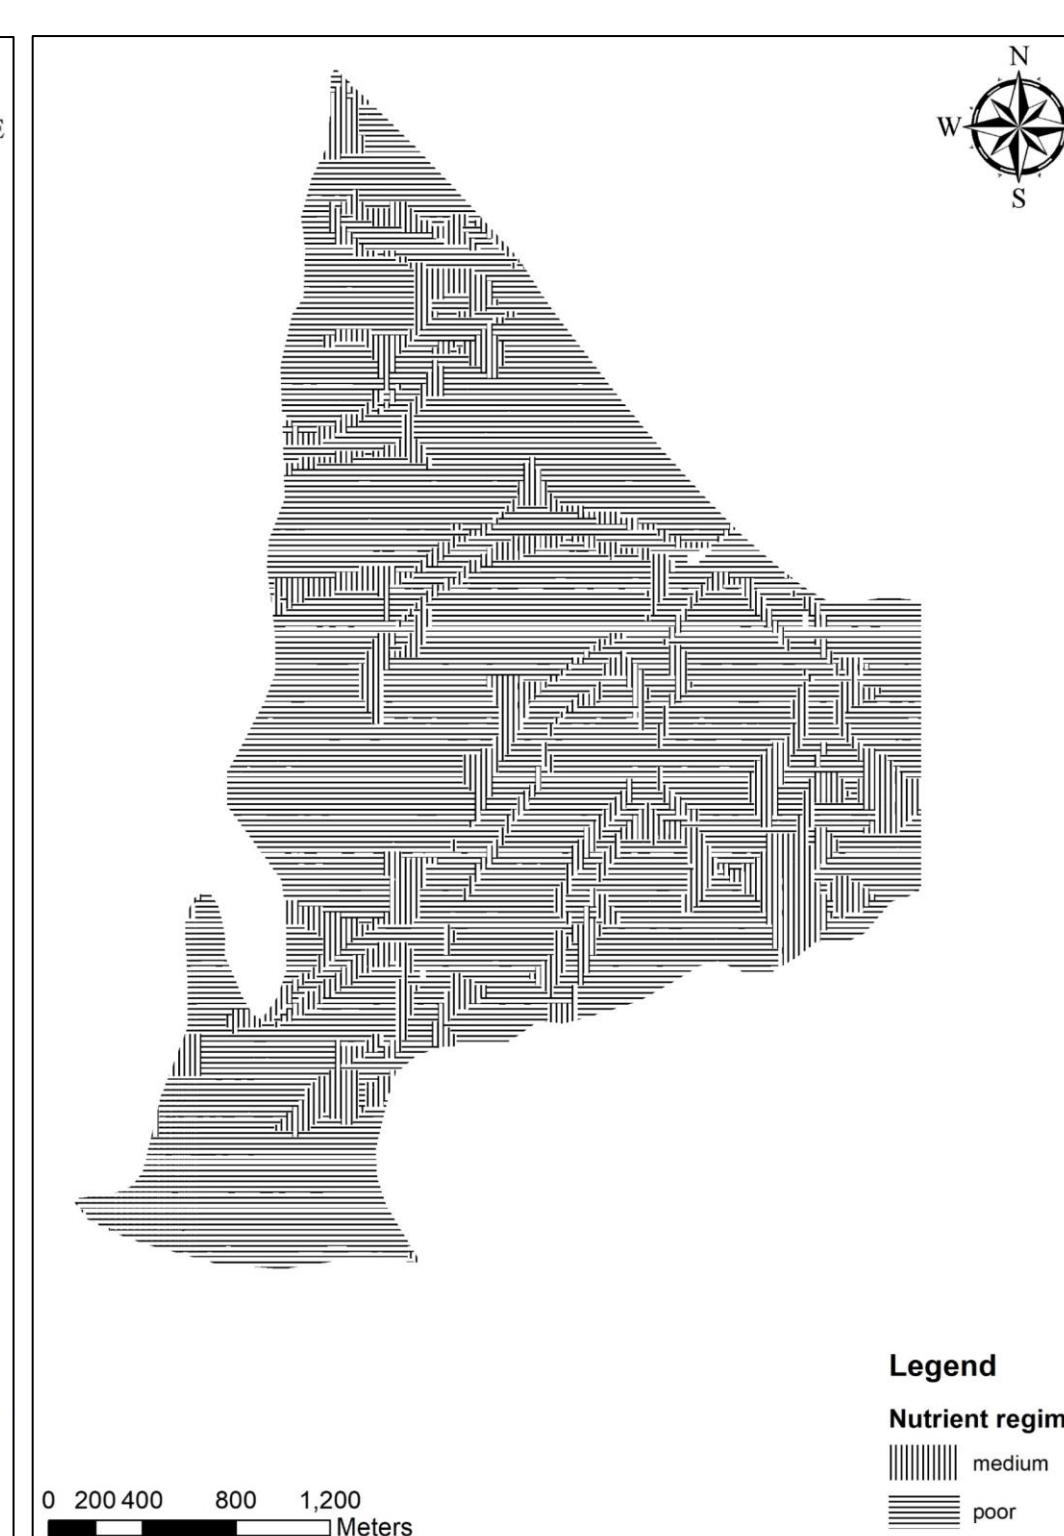 N
W
S
Legend
Nutrient regim
medium
poor
0 200 400 800 1,200
Meters